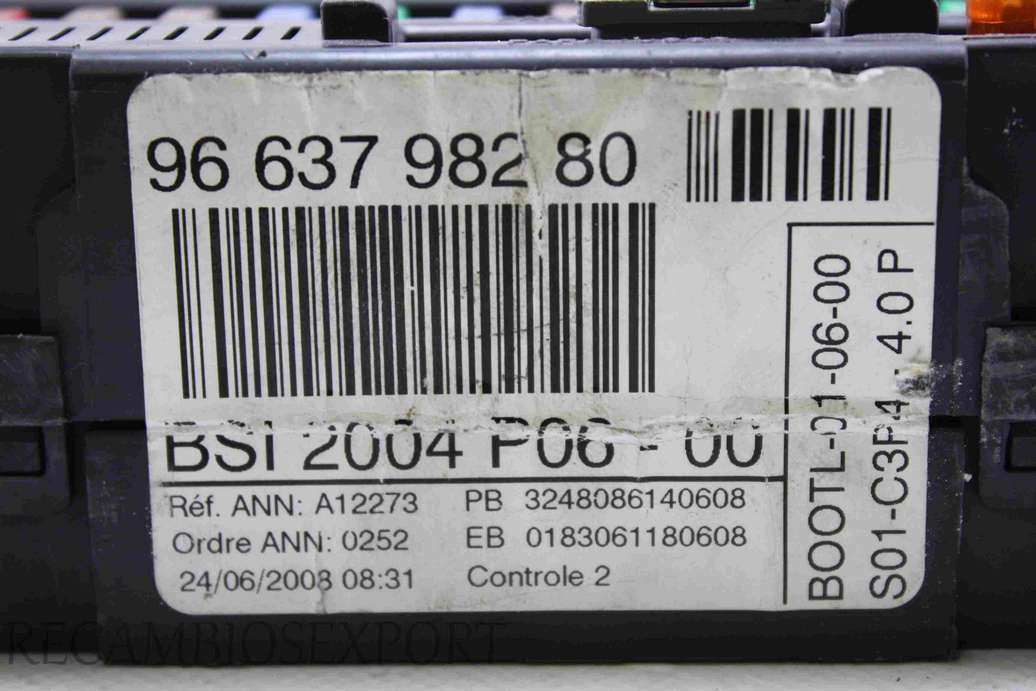 96 637 982 80
BSI 2004 P06 - 00
Réf. ANN: A12273 PB 3248086140608
Ordre ANN: 0252 EB 0183061180608
24/06/2008 08:31 Controle 2
BOOTL-01-06-00
S01-C3P4 - 4.0 P
RECAMBIOSEXPORT